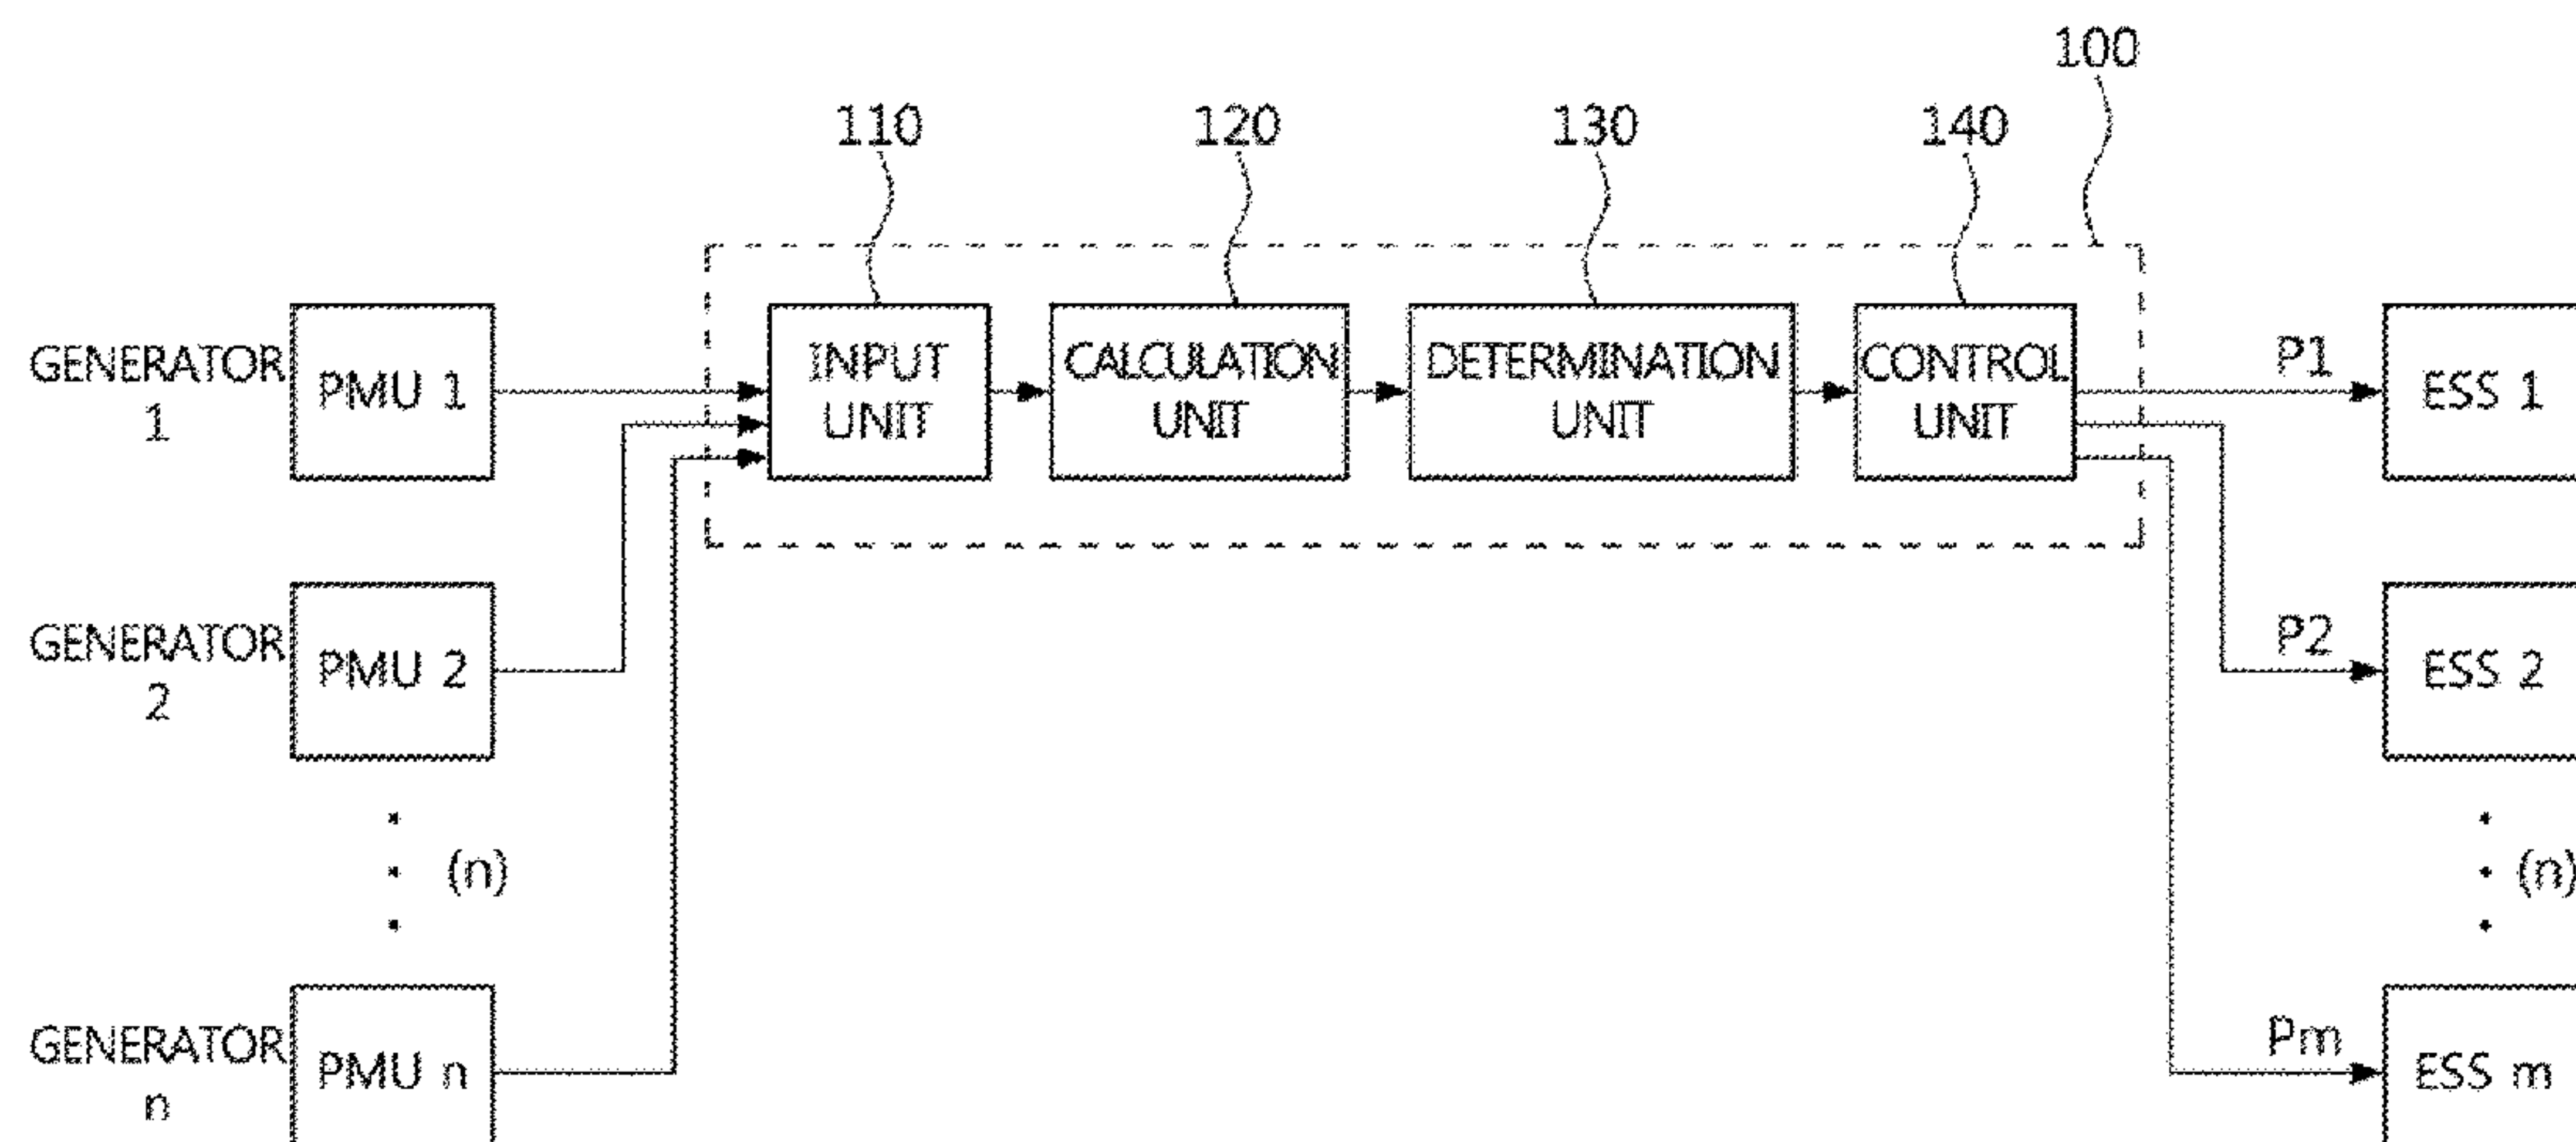 100
110
120
130
140
GENERATOR
1
PMU 1
INPUT
UNIT
CALCULATION
UNIT
DETERMINATION
UNIT
CONTROL
UNIT
P1
ESS 1
GENERATOR
2
PMU 2
P2
ESS 2
(n)
(n)
GENERATOR
n
PMU n
Pm
ESS m